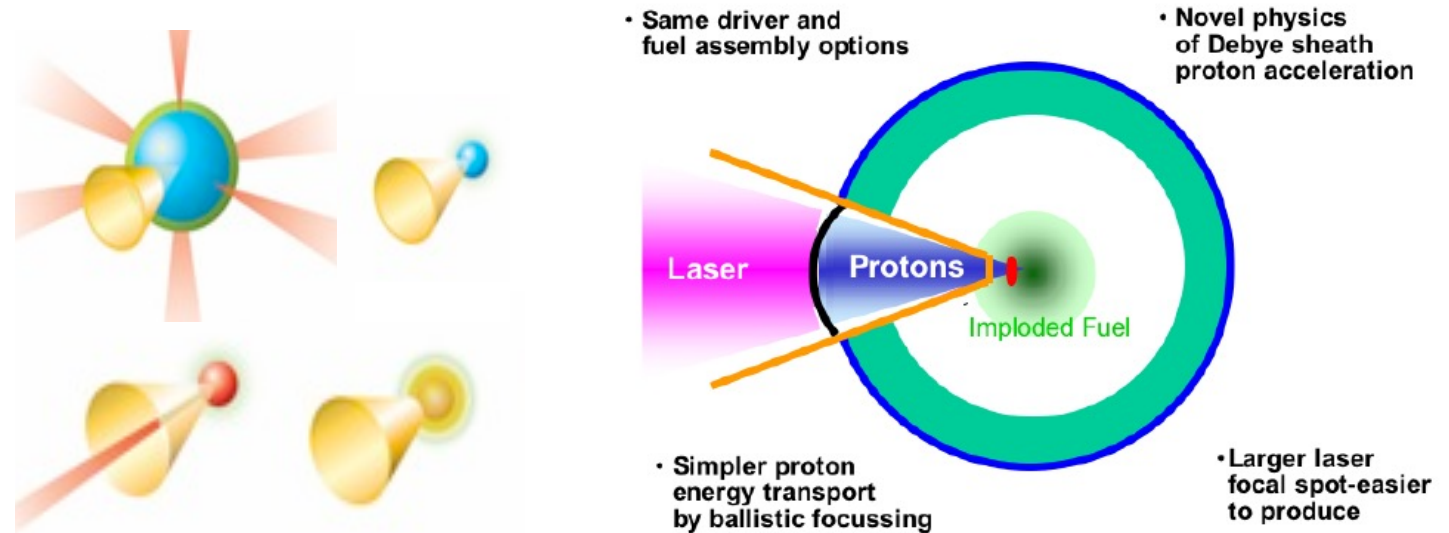 • Same driver and
fuel assembly options
• Novel physics
of Debye sheath
proton acceleration
Laser
Protons
Imploded Fuel
• Simpler proton
energy transport
by ballistic focussing
•Larger laser
focal spot-easier
to produce